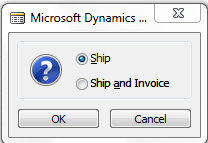 Microsoft Dynamics ...
Ship
Ship and Invoice
OK
Cancel